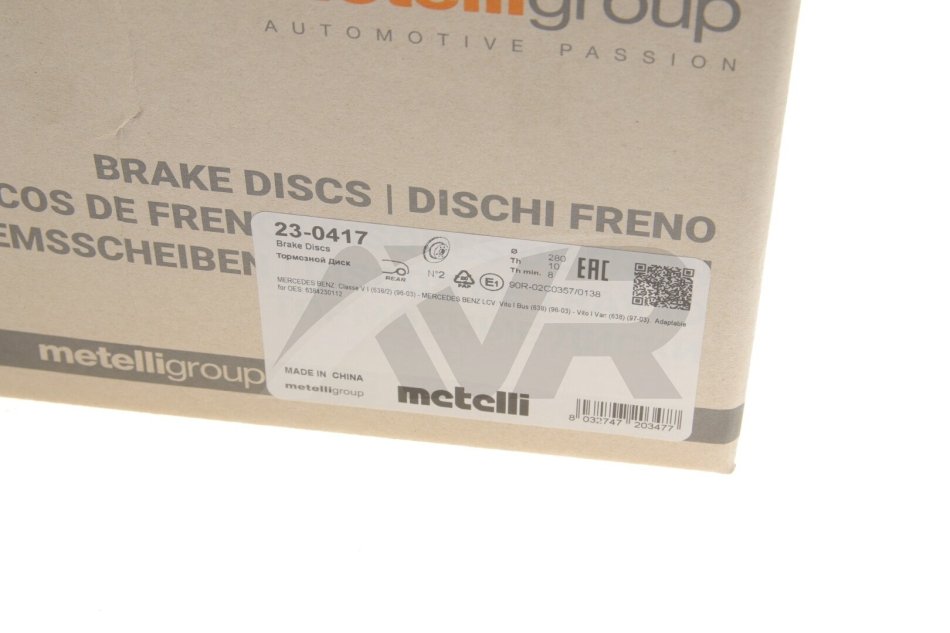 metelligroup
AUTOMOTIVE PASSION
BRAKE DISCS | DISCHI FRENO
COS DE FREN
EMSSCHEIBEN
23-0417
Brake Discs
Тормозной Диск
REAR
N°2
PAP
E1
Ø 280
Th 10
Th min. 8
EAC
90R-02C0357/0138
MERCEDES BENZ: Classe V I (638/2) (96-03) - MERCEDES BENZ LCV: Vito I Bus (638) (96-03) - Vito I Van (638) (97-03). Adaptable
for OES: 6384230112
AVR
metelligroup
MADE IN CHINA
metelligroup
metelli
8 032747 203477